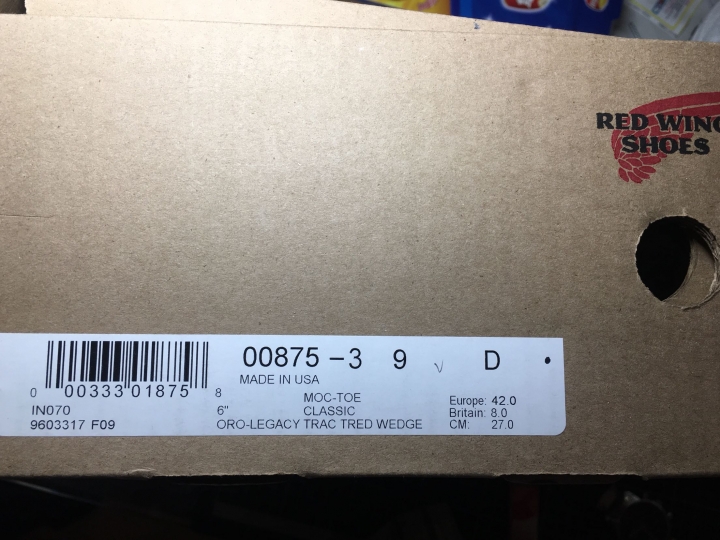 RED WING
SHOES
00875 -3 9 D •
MADE IN USA
0 00333 01875 8
MOC-TOE
IN070 6" CLASSIC
9603317 F09 ORO-LEGACY TRAC TRED WEDGE
Europe: 42.0
Britain: 8.0
CM: 27.0